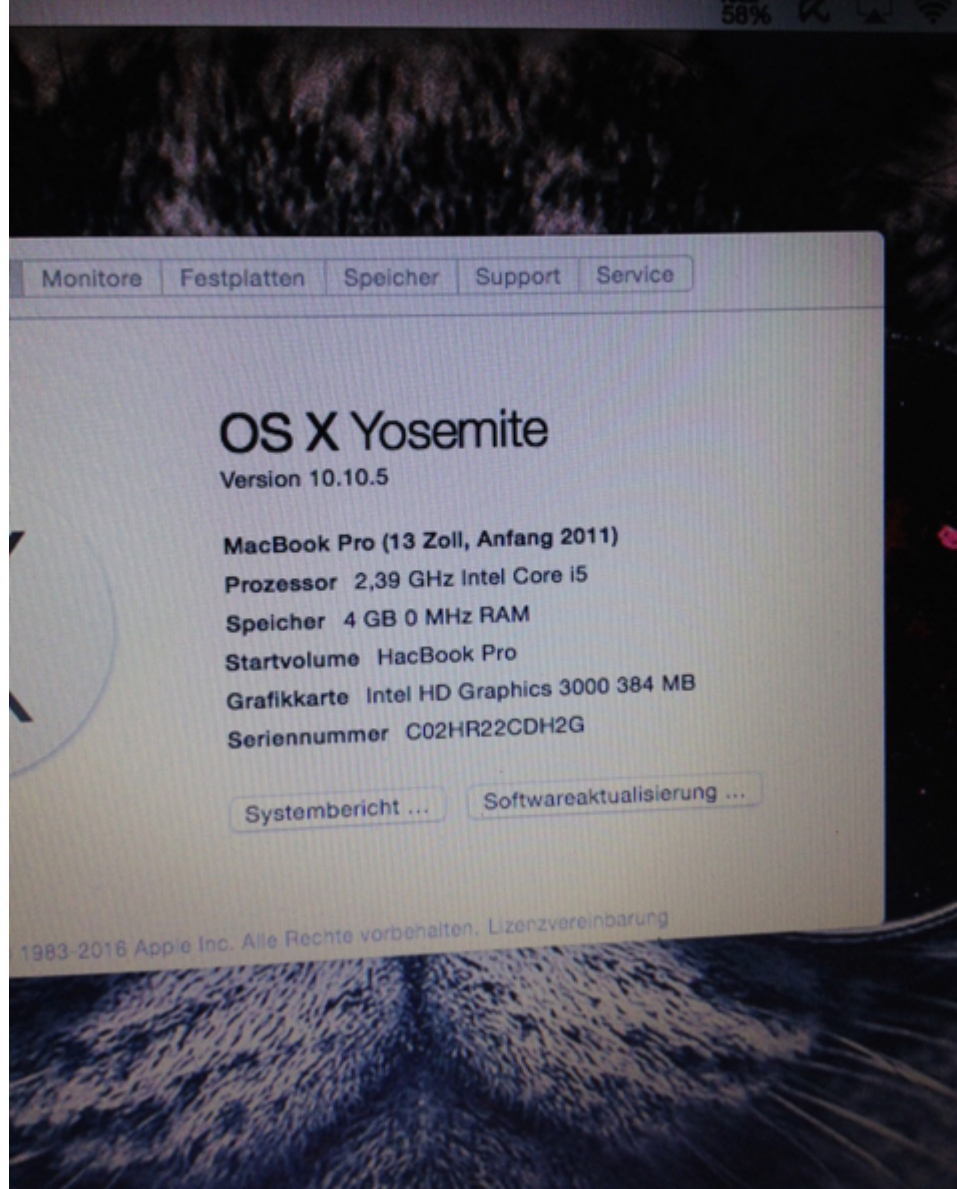 58%
Monitore Festplatten Speicher Support Service
OS X Yosemite
Version 10.10.5
MacBook Pro (13 Zoll, Anfang 2011)
Prozessor 2,39 GHz Intel Core i5
Speicher 4 GB 0 MHz RAM
Startvolume HacBook Pro
Grafikkarte Intel HD Graphics 3000 384 MB
Seriennummer C02HR22CDH2G
Systembericht ... Softwareaktualisierung ...
1983-2016 Apple Inc. Alle Rechte vorbehalten. Lizenzvereinbarung